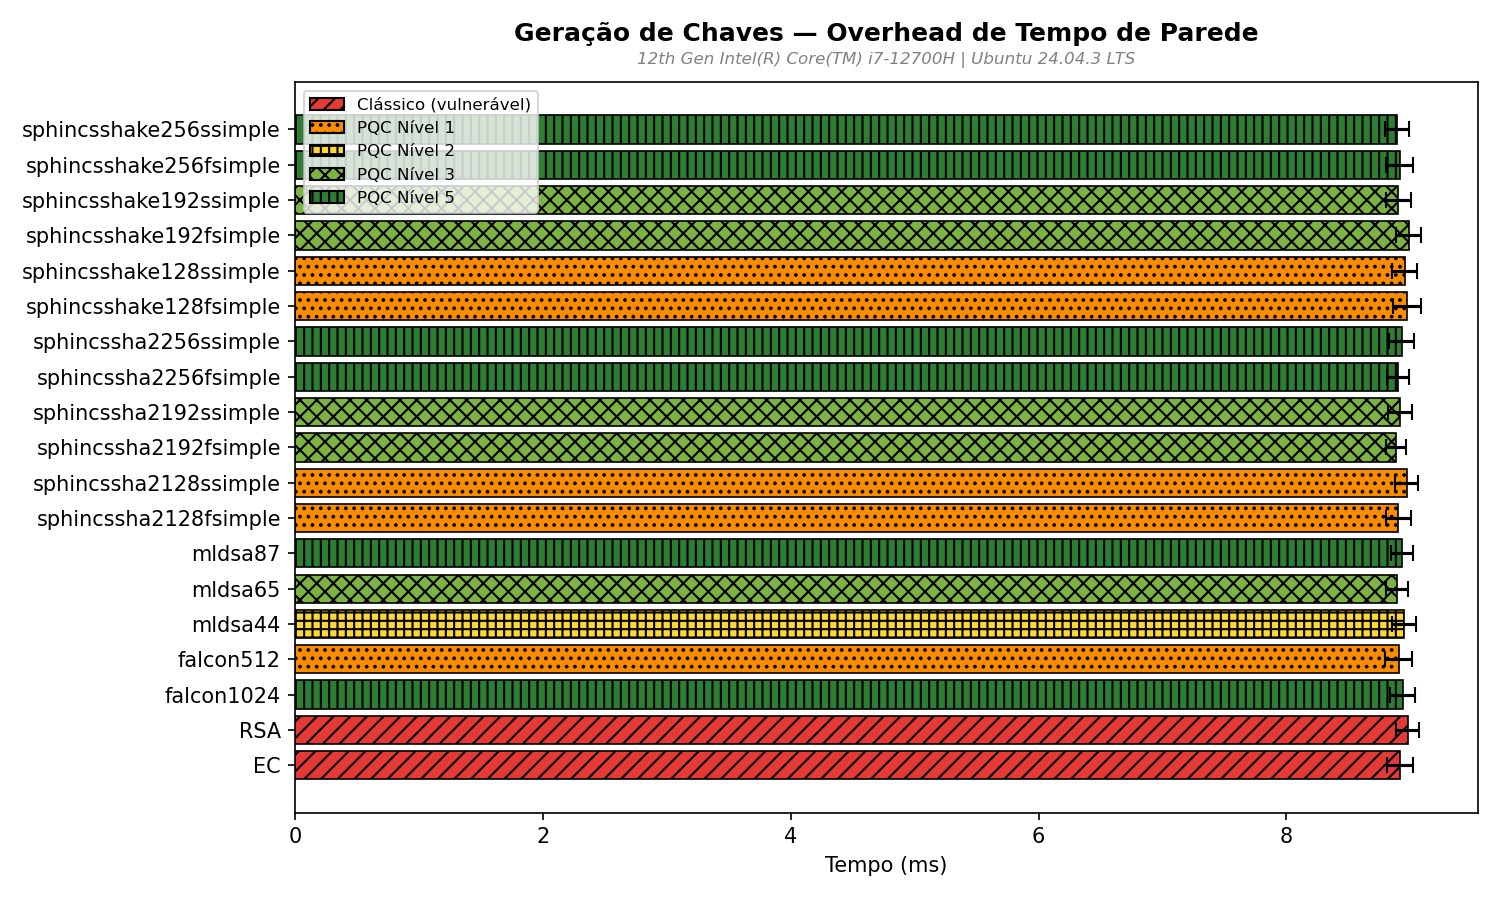 Geração de Chaves — Overhead de Tempo de Parede
12th Gen Intel(R) Core(TM) i7-12700H | Ubuntu 24.04.3 LTS
Clássico (vulnerável)
PQC Nível 1
PQC Nível 2
PQC Nível 3
PQC Nível 5
sphincsshake256ssimple
sphincsshake256fsimple
sphincsshake192ssimple
sphincsshake192fsimple
sphincsshake128ssimple
sphincsshake128fsimple
sphincssha2256ssimple
sphincssha2256fsimple
sphincssha2192ssimple
sphincssha2192fsimple
sphincssha2128ssimple
sphincssha2128fsimple
mldsa87
mldsa65
mldsa44
falcon512
falcon1024
RSA
EC
0 2 4 6 8
Tempo (ms)